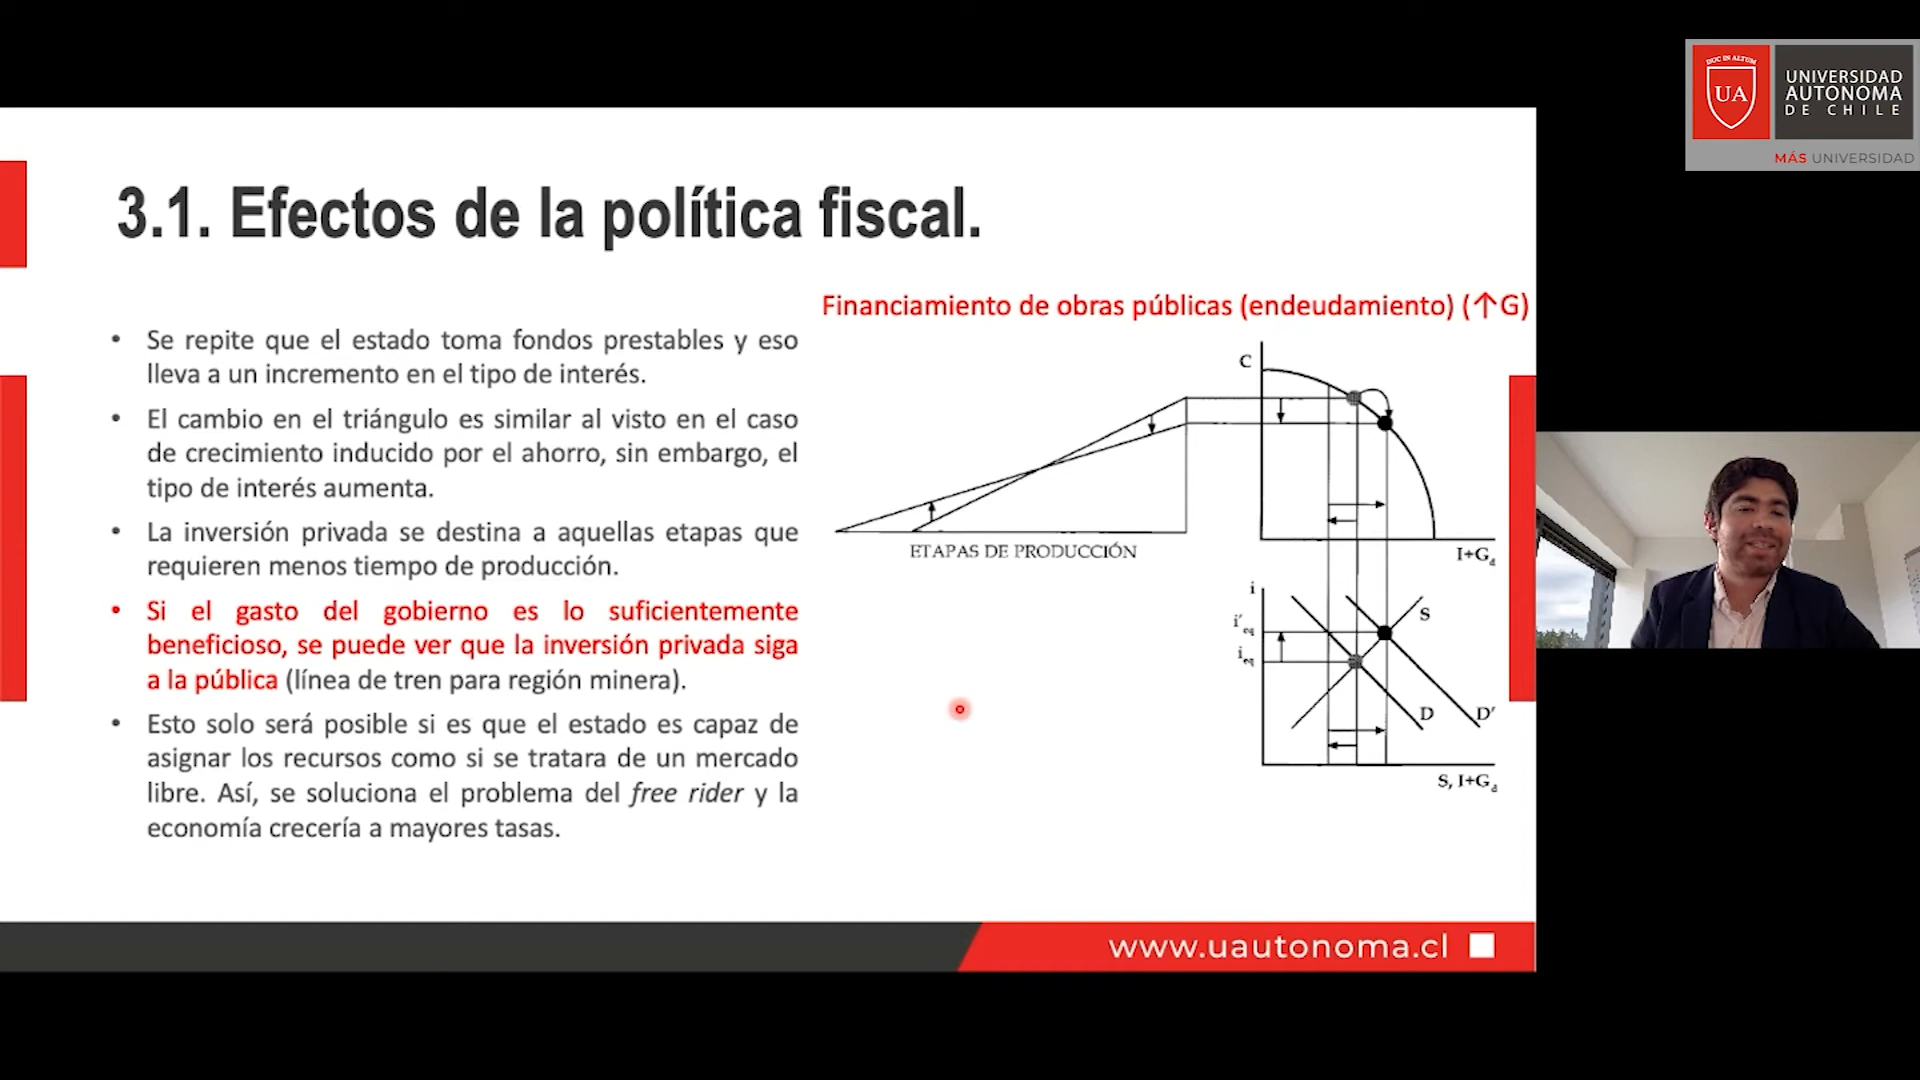 DUC IN ALTUM
UA
UNIVERSIDAD
AUTONOMA
DE CHILE
MÁS UNIVERSIDAD
3.1. Efectos de la política fiscal.
Financiamiento de obras públicas (endeudamiento) (↑G)
• Se repite que el estado toma fondos prestables y eso
lleva a un incremento en el tipo de interés.
• El cambio en el triángulo es similar al visto en el caso
de crecimiento inducido por el ahorro, sin embargo, el
tipo de interés aumenta.
• La inversión privada se destina a aquellas etapas que
requieren menos tiempo de producción.
• Si el gasto del gobierno es lo suficientemente
beneficioso, se puede ver que la inversión privada siga
a la pública (línea de tren para región minera).
• Esto solo será posible si es que el estado es capaz de
asignar los recursos como si se tratara de un mercado
libre. Así, se soluciona el problema del free rider y la
economía crecería a mayores tasas.
C
ETAPAS DE PRODUCCIÓN
I+Gd
i
S
i'
i
D
D'
S, I+Gd
www.uautonoma.cl